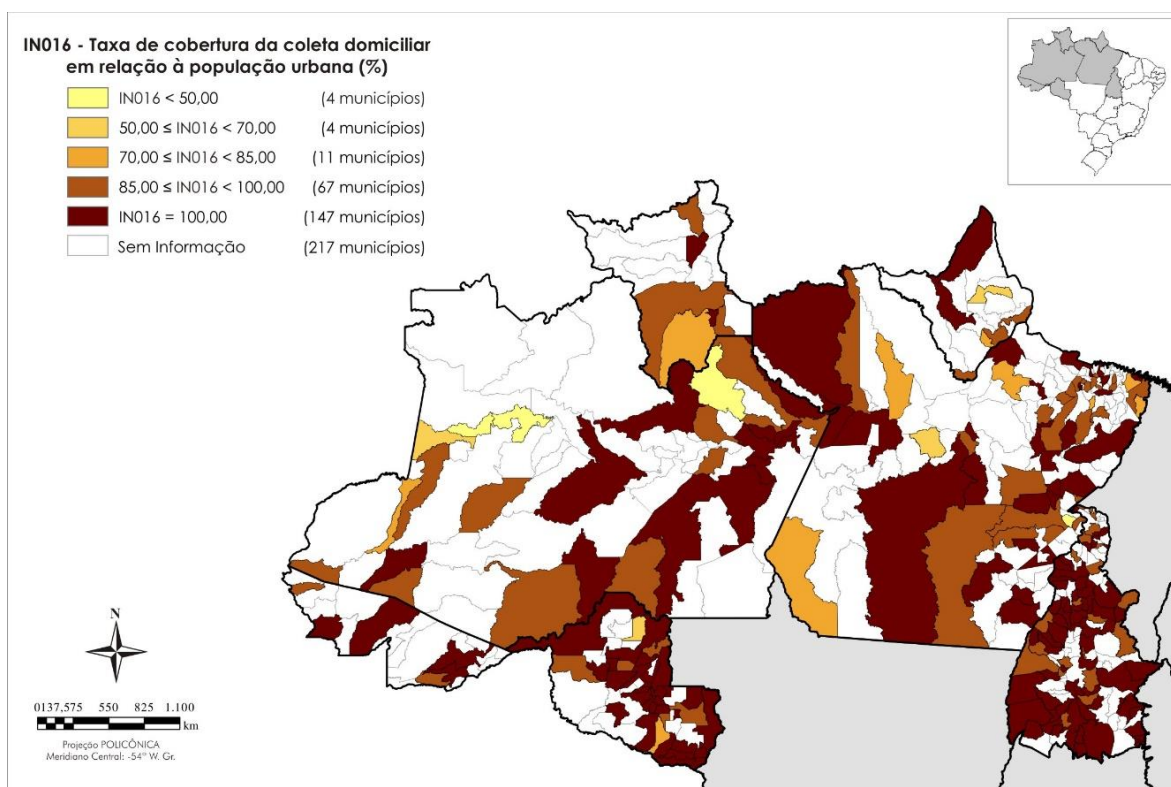 IN016 - Taxa de cobertura da coleta domiciliar
em relação à população urbana (%)
IN016 < 50,00 (4 municípios)
50,00 ≤ IN016 < 70,00 (4 municípios)
70,00 ≤ IN016 < 85,00 (11 municípios)
85,00 ≤ IN016 < 100,00 (67 municípios)
IN016 = 100,00 (147 municípios)
Sem Informação (217 municípios)
N
0137,575 550 825 1.100
km
Projeção POLICÔNICA
Meridiano Central: -54º W. Gr.